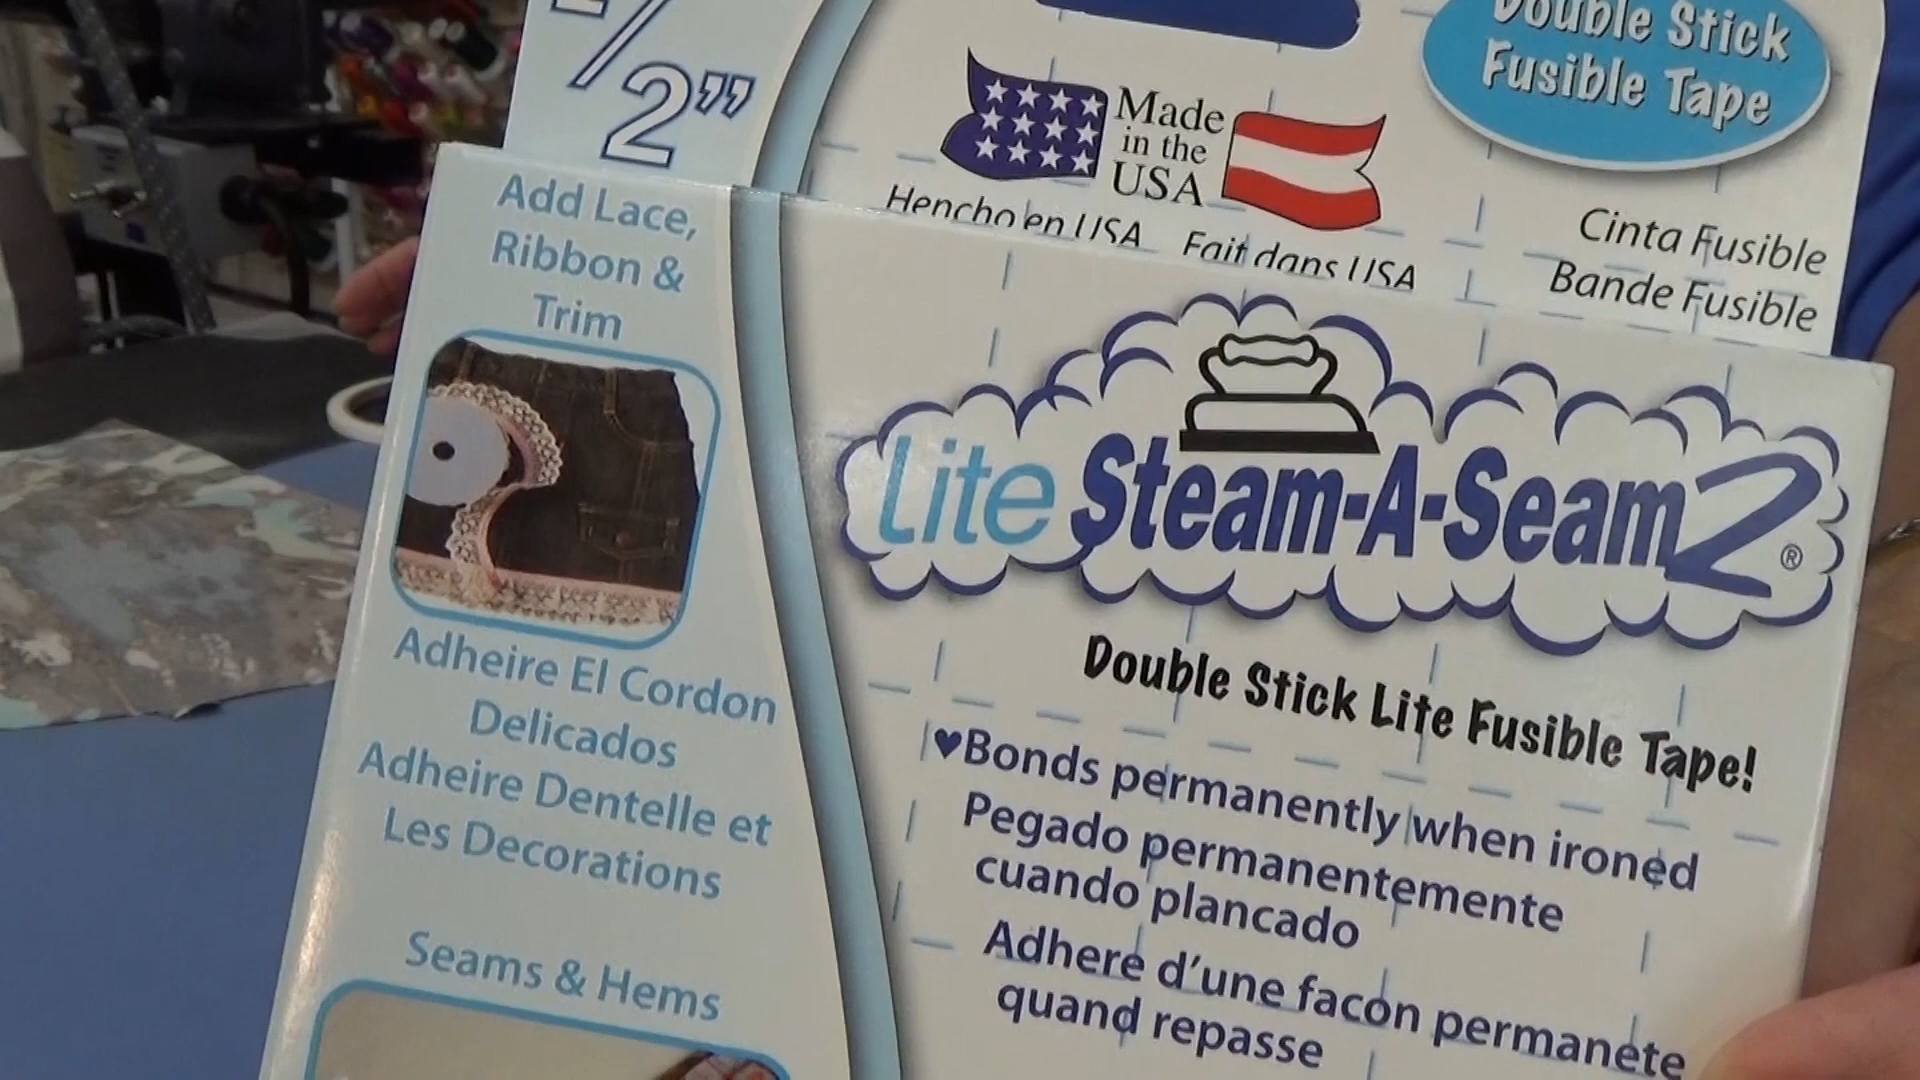 1/2”
Double Stick
Fusible Tape
Made
in the
USA
Hencho en USA Fait dans USA
Cinta Fusible
Bande Fusible
Add Lace,
Ribbon &
Trim
Adheire El Cordon
Delicados
Adheire Dentelle et
Les Decorations
Seams & Hems
Lite Steam-A-Seam 2®
Double Stick Lite Fusible Tape!
♥Bonds permanently when ironed
Pegado permanentemente
cuando plancado
Adhere d’une facon permanete
quand repasse